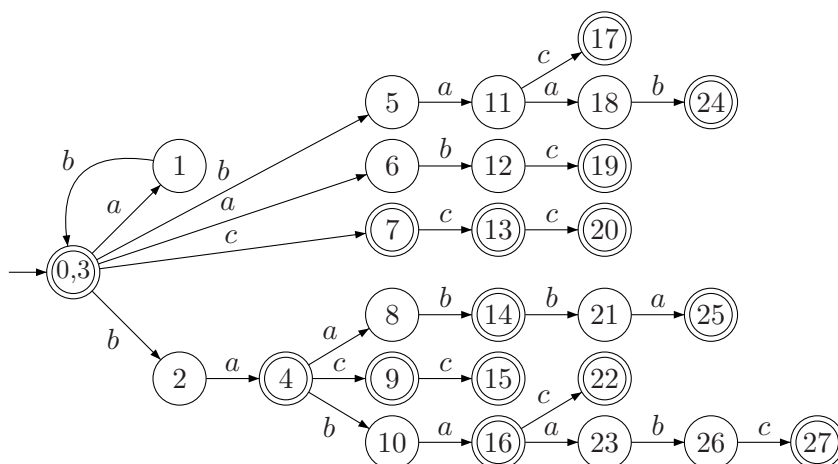 17
c
5 a 11 a 18 b 24
b 1 b 6 b 12 c 19
a a
c 7 c 13 c 20
0,3
b a 8 b 14 b 21 a 25
2 a 4 c 9 c 15 22
b c
10 a 16 a 23 b 26 c 27